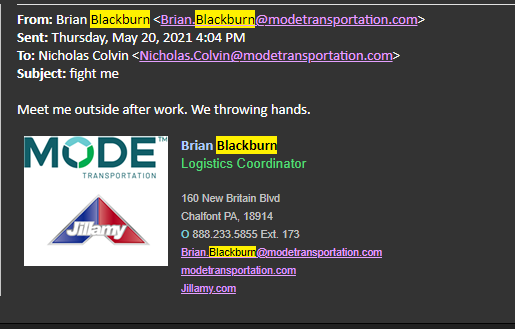 From: Brian Blackburn <Brian.Blackburn@modetransportation.com>
Sent: Thursday, May 20, 2021 4:04 PM
To: Nicholas Colvin <Nicholas.Colvin@modetransportation.com>
Subject: fight me
Meet me outside after work. We throwing hands.
MODE™
TRANSPORTATION
Jillamy
Brian Blackburn
Logistics Coordinator
160 New Britain Blvd
Chalfont PA, 18914
O 888.233.5855 Ext. 173
Brian.Blackburn@modetransportation.com
modetransportation.com
Jillamy.com